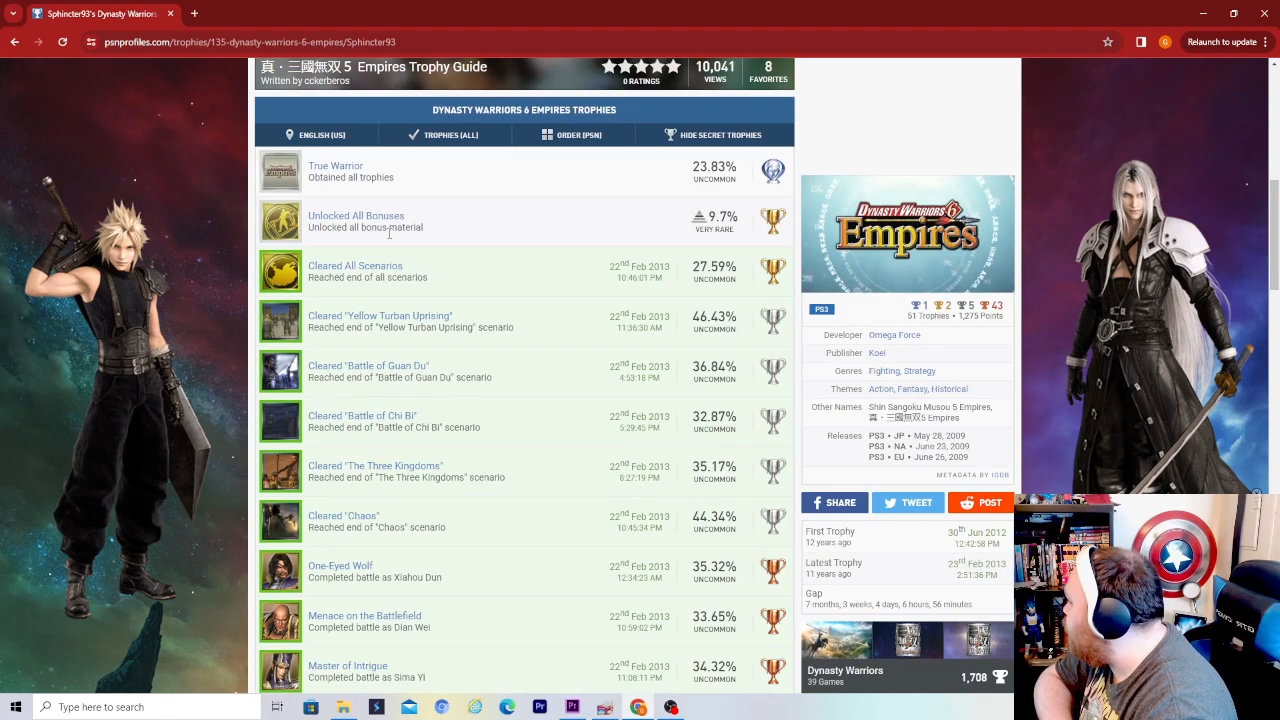 Sphincter93's PS3 Trophies in
psnprofiles.com/trophies/135-dynasty-warriors-6-empires/Sphincter93
G
Relaunch to update
真・三國無双 5 Empires Trophy Guide
Written by cckerberos
0 RATINGS
10,041
VIEWS
8
FAVORITES
DYNASTY WARRIORS 6 EMPIRES TROPHIES
ENGLISH (US)
TROPHIES (ALL)
ORDER (PSN)
HIDE SECRET TROPHIES
True Warrior
Obtained all trophies
23.83%
UNCOMMON
Unlocked All Bonuses
Unlocked all bonus material
9.7%
VERY RARE
Cleared All Scenarios
Reached end of all scenarios
22nd Feb 2013
10:46:01 PM
27.59%
UNCOMMON
Cleared "Yellow Turban Uprising"
Reached end of "Yellow Turban Uprising" scenario
22nd Feb 2013
11:36:30 AM
46.43%
UNCOMMON
Cleared "Battle of Guan Du"
Reached end of "Battle of Guan Du" scenario
22nd Feb 2013
4:53:18 PM
36.84%
UNCOMMON
Cleared "Battle of Chi Bi"
Reached end of "Battle of Chi Bi" scenario
22nd Feb 2013
5:29:45 PM
32.87%
UNCOMMON
Cleared "The Three Kingdoms"
Reached end of "The Three Kingdoms" scenario
22nd Feb 2013
8:27:19 PM
35.17%
UNCOMMON
Cleared "Chaos"
Reached end of "Chaos" scenario
22nd Feb 2013
10:45:34 PM
44.34%
UNCOMMON
One-Eyed Wolf
Completed battle as Xiahou Dun
22nd Feb 2013
12:34:23 AM
35.32%
UNCOMMON
Menace on the Battlefield
Completed battle as Dian Wei
22nd Feb 2013
10:59:02 PM
33.65%
UNCOMMON
Master of Intrigue
Completed battle as Sima Yi
22nd Feb 2013
11:08:11 PM
34.32%
UNCOMMON
DYNASTY WARRIORS 6
Empires
PS3
1 2 5 43
51 Trophies • 1,275 Points
Developer Omega Force
Publisher Koei
Genres Fighting, Strategy
Themes Action, Fantasy, Historical
Other Names Shin Sangoku Musou 5 Empires,
真・三國無双5 Empires
Releases PS3 • JP • May 28, 2009
PS3 • NA • June 23, 2009
PS3 • EU • June 26, 2009
METADATA BY IGDB
SHARE
TWEET
POST
First Trophy
12 years ago
30th Jun 2012
12:42:58 PM
Latest Trophy
11 years ago
23rd Feb 2013
2:51:36 PM
Gap
7 months, 3 weeks, 4 days, 6 hours, 56 minutes
Dynasty Warriors
39 Games
1,708
Type here to search